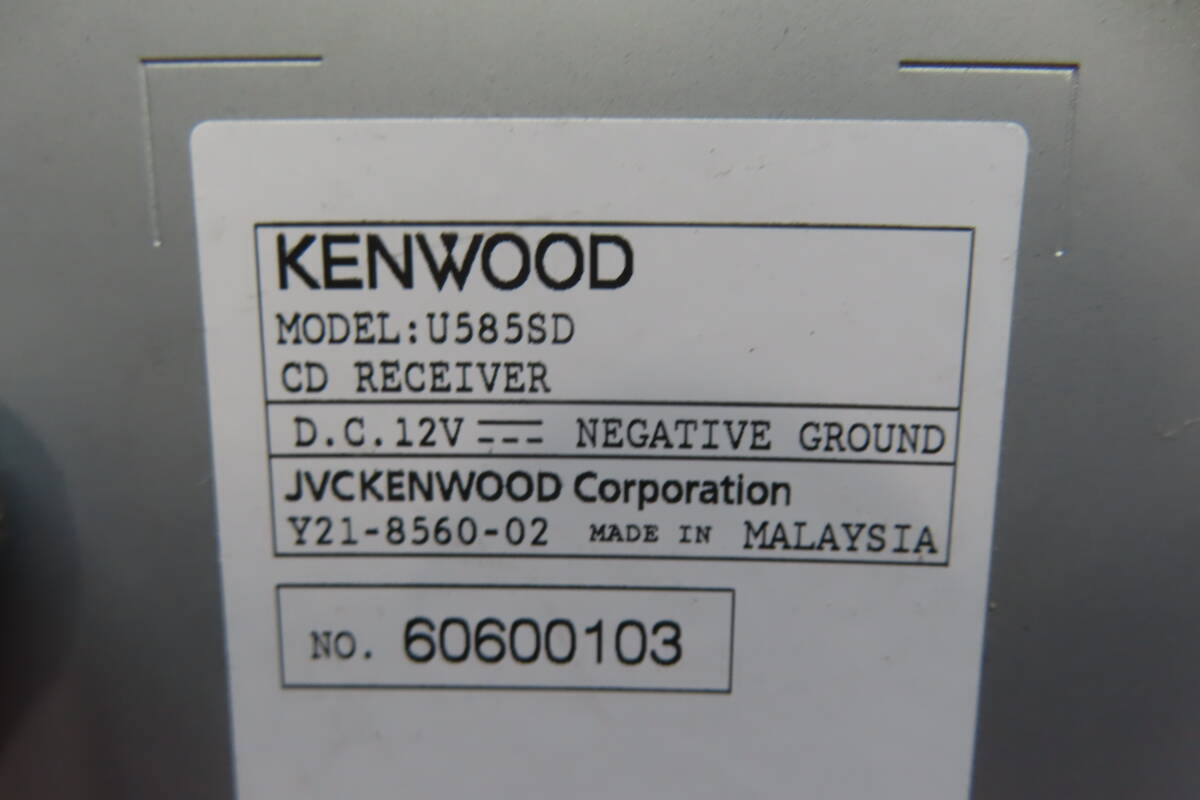 KENWOOD
MODEL:U585SD
CD RECEIVER
D.C.12V NEGATIVE GROUND
JVCKENWOOD Corporation
Y21-8560-02 MADE IN MALAYSIA
NO. 60600103